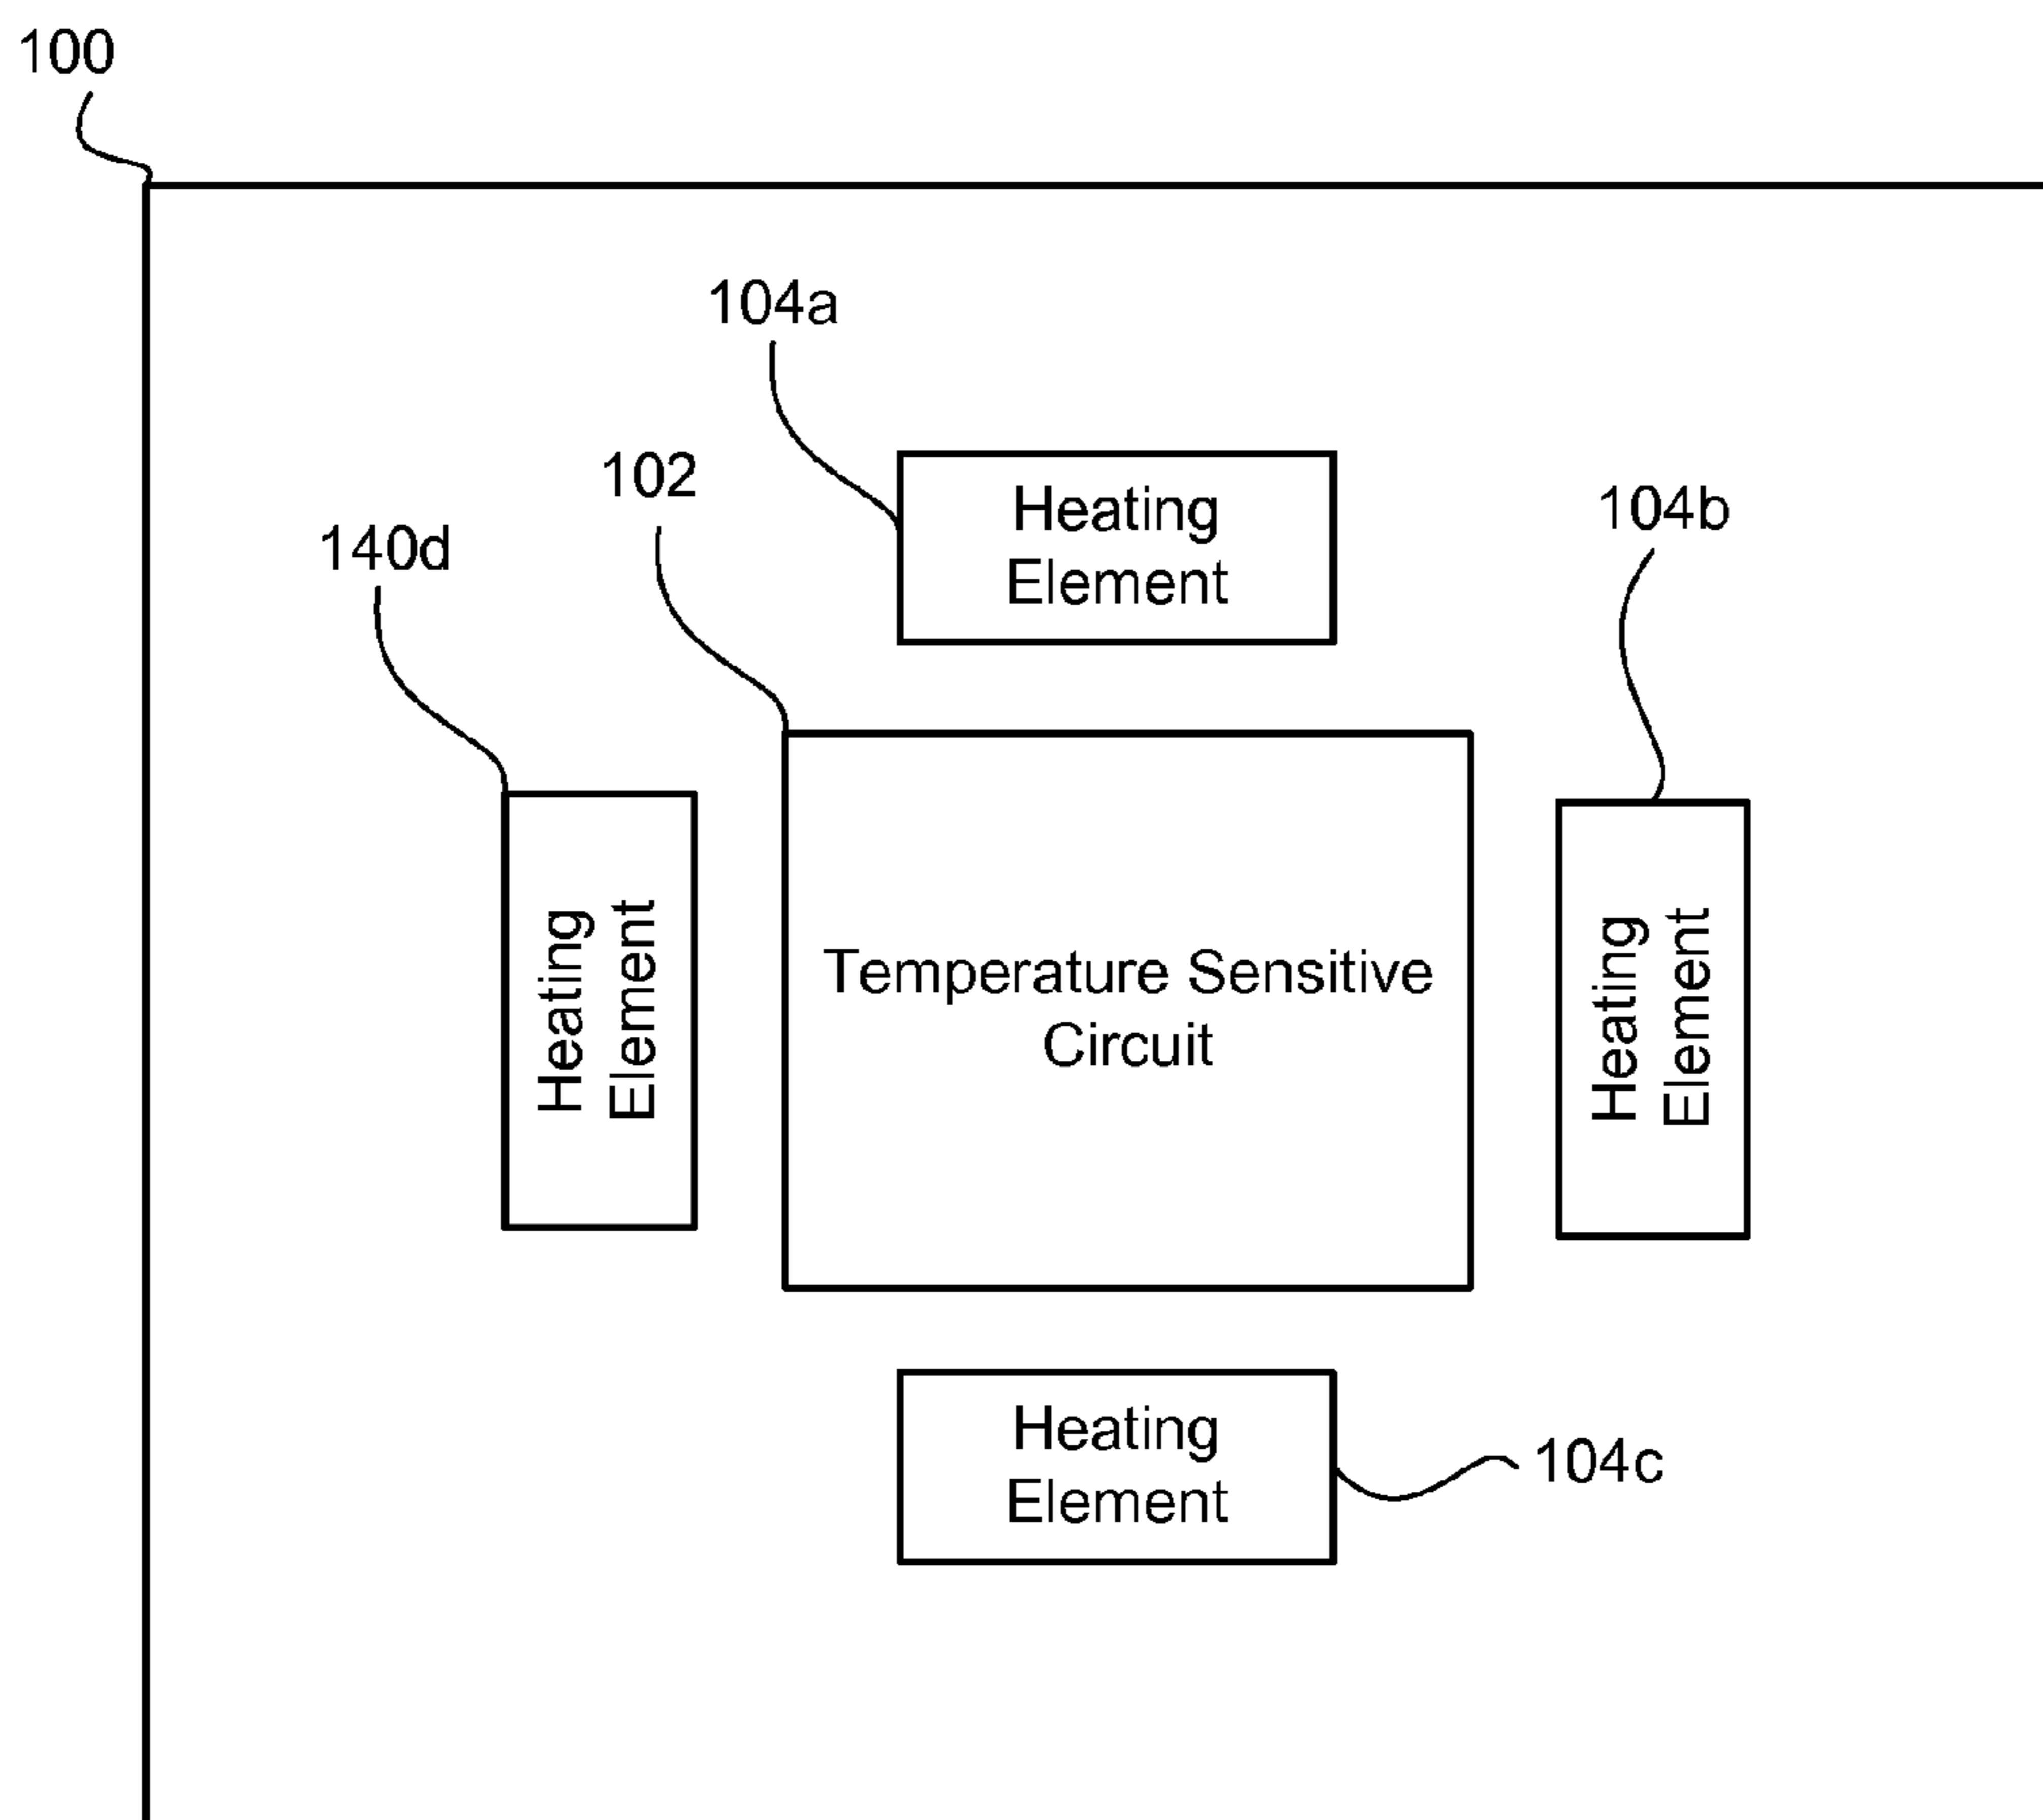 100
104a
102
104b
140d
Heating
Element
Heating
Element
Temperature Sensitive
Circuit
Heating
Element
Heating
Element
104c